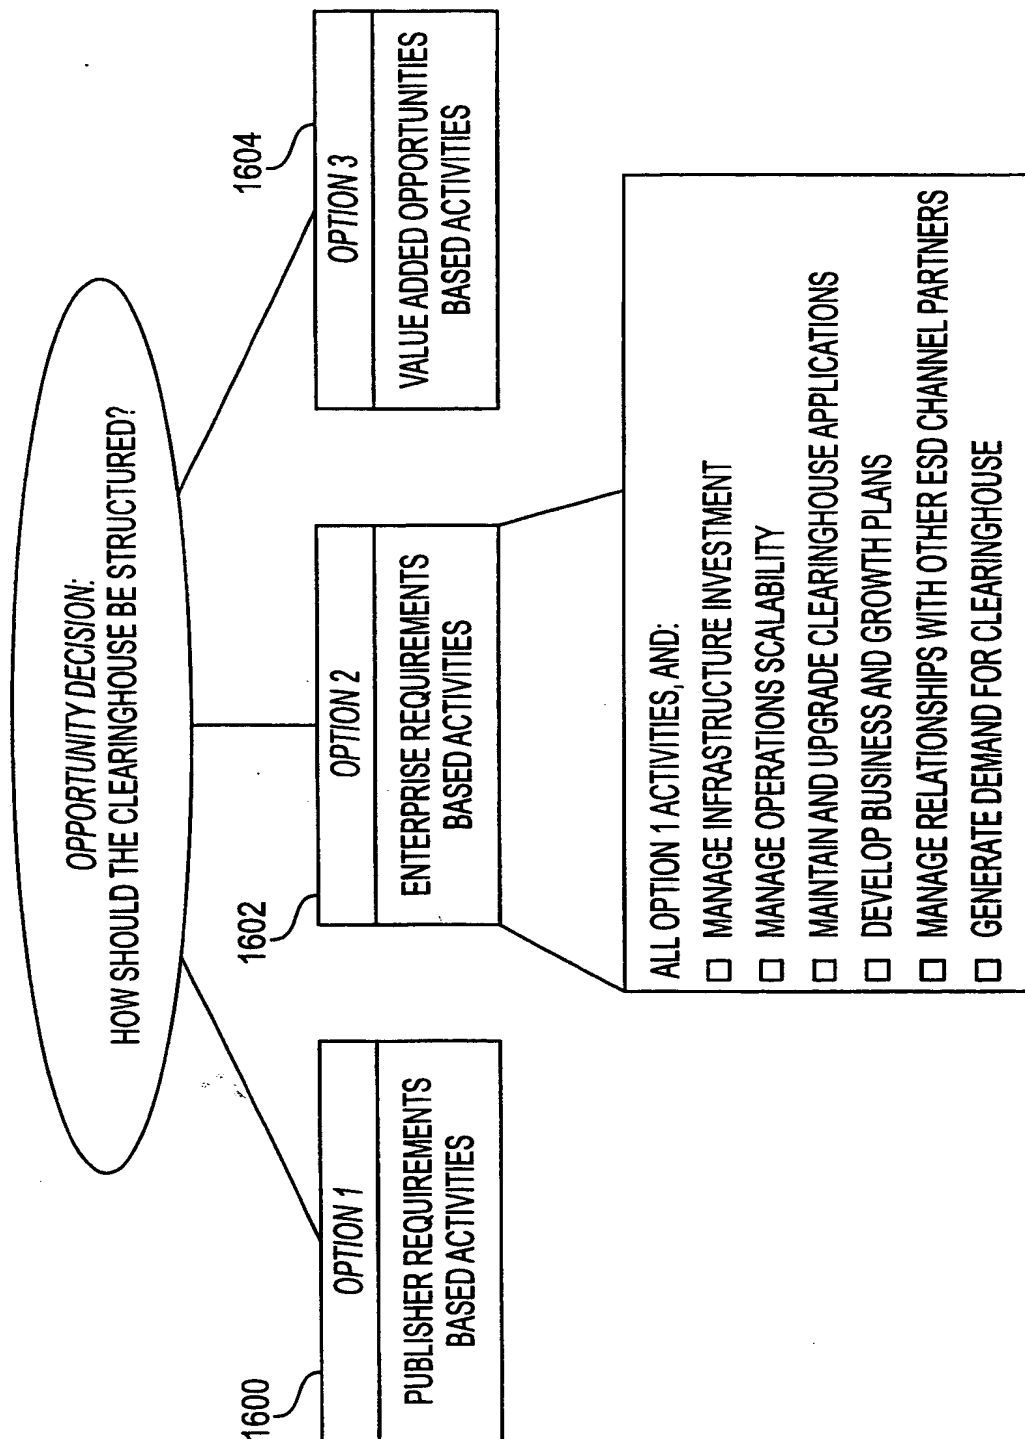 OPPORTUNITY DECISION:
HOW SHOULD THE CLEARINGHOUSE BE STRUCTURED?
1600
OPTION 1
PUBLISHER REQUIREMENTS
BASED ACTIVITIES
1602
OPTION 2
ENTERPRISE REQUIREMENTS
BASED ACTIVITIES
1604
OPTION 3
VALUE ADDED OPPORTUNITIES
BASED ACTIVITIES
ALL OPTION 1 ACTIVITIES, AND:
☐ MANAGE INFRASTRUCTURE INVESTMENT
☐ MANAGE OPERATIONS SCALABILITY
☐ MAINTAIN AND UPGRADE CLEARINGHOUSE APPLICATIONS
☐ DEVELOP BUSINESS AND GROWTH PLANS
☐ MANAGE RELATIONSHIPS WITH OTHER ESD CHANNEL PARTNERS
☐ GENERATE DEMAND FOR CLEARINGHOUSE